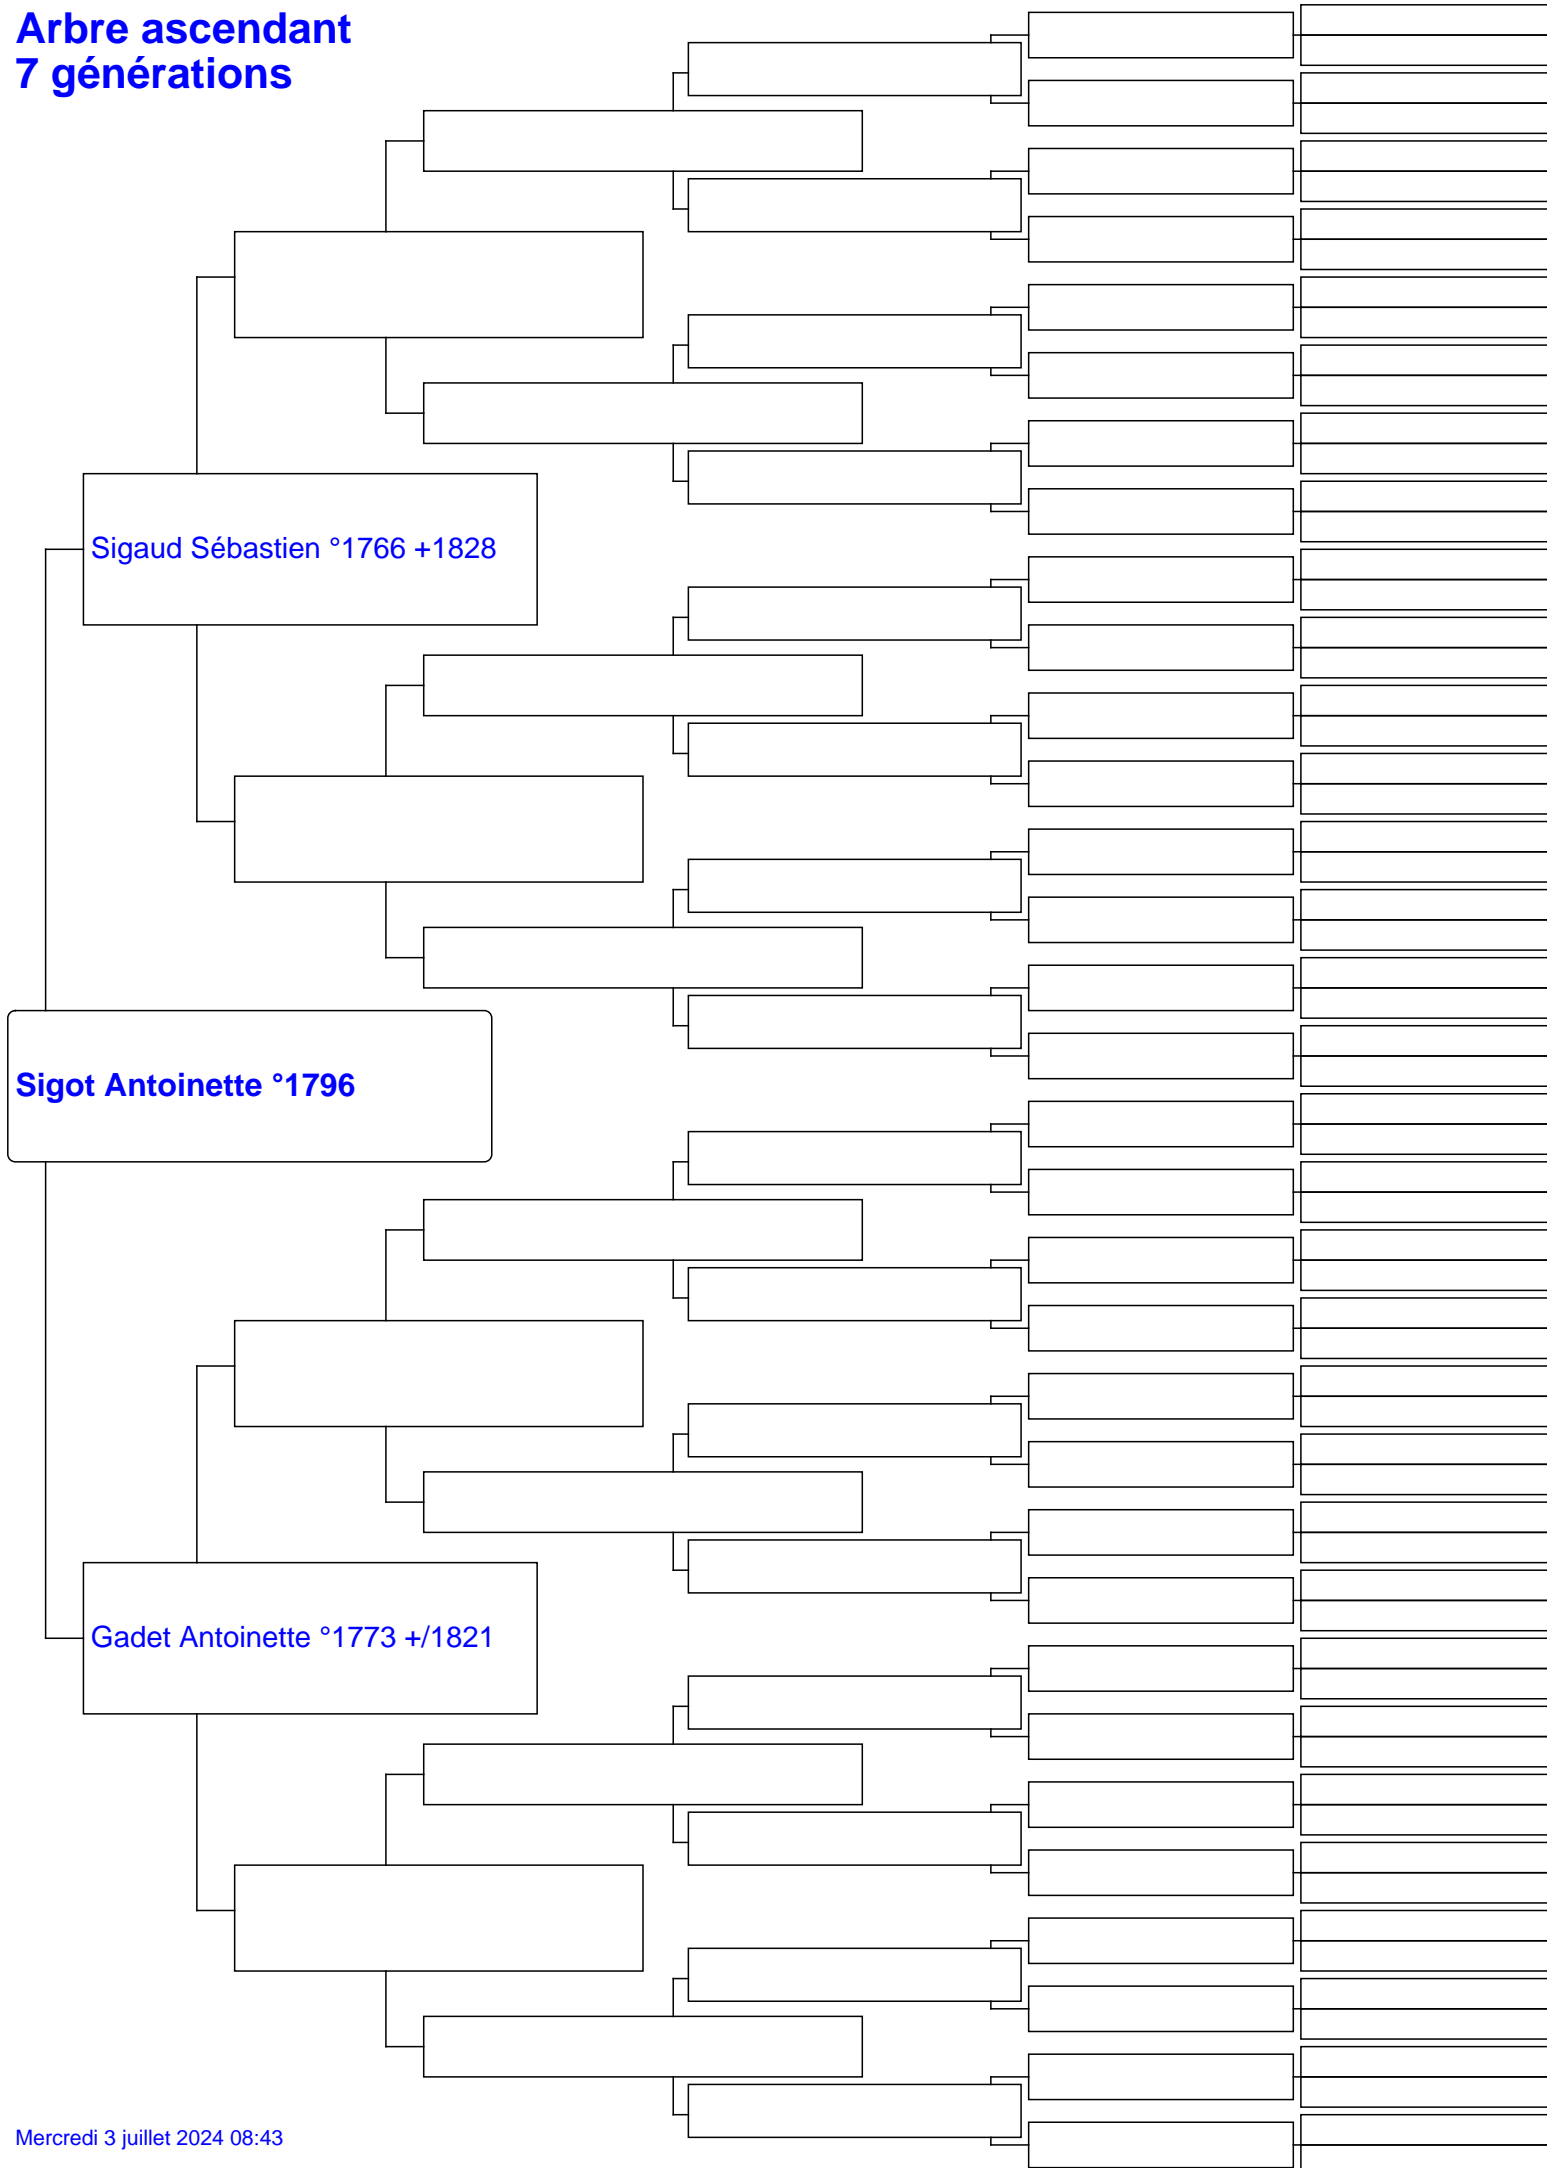 Arbre ascendant
7 générations
Sigaud Sébastien °1766 +1828
Sigot Antoinette °1796
Gadet Antoinette °1773 +/1821
Mercredi 3 juillet 2024 08:43